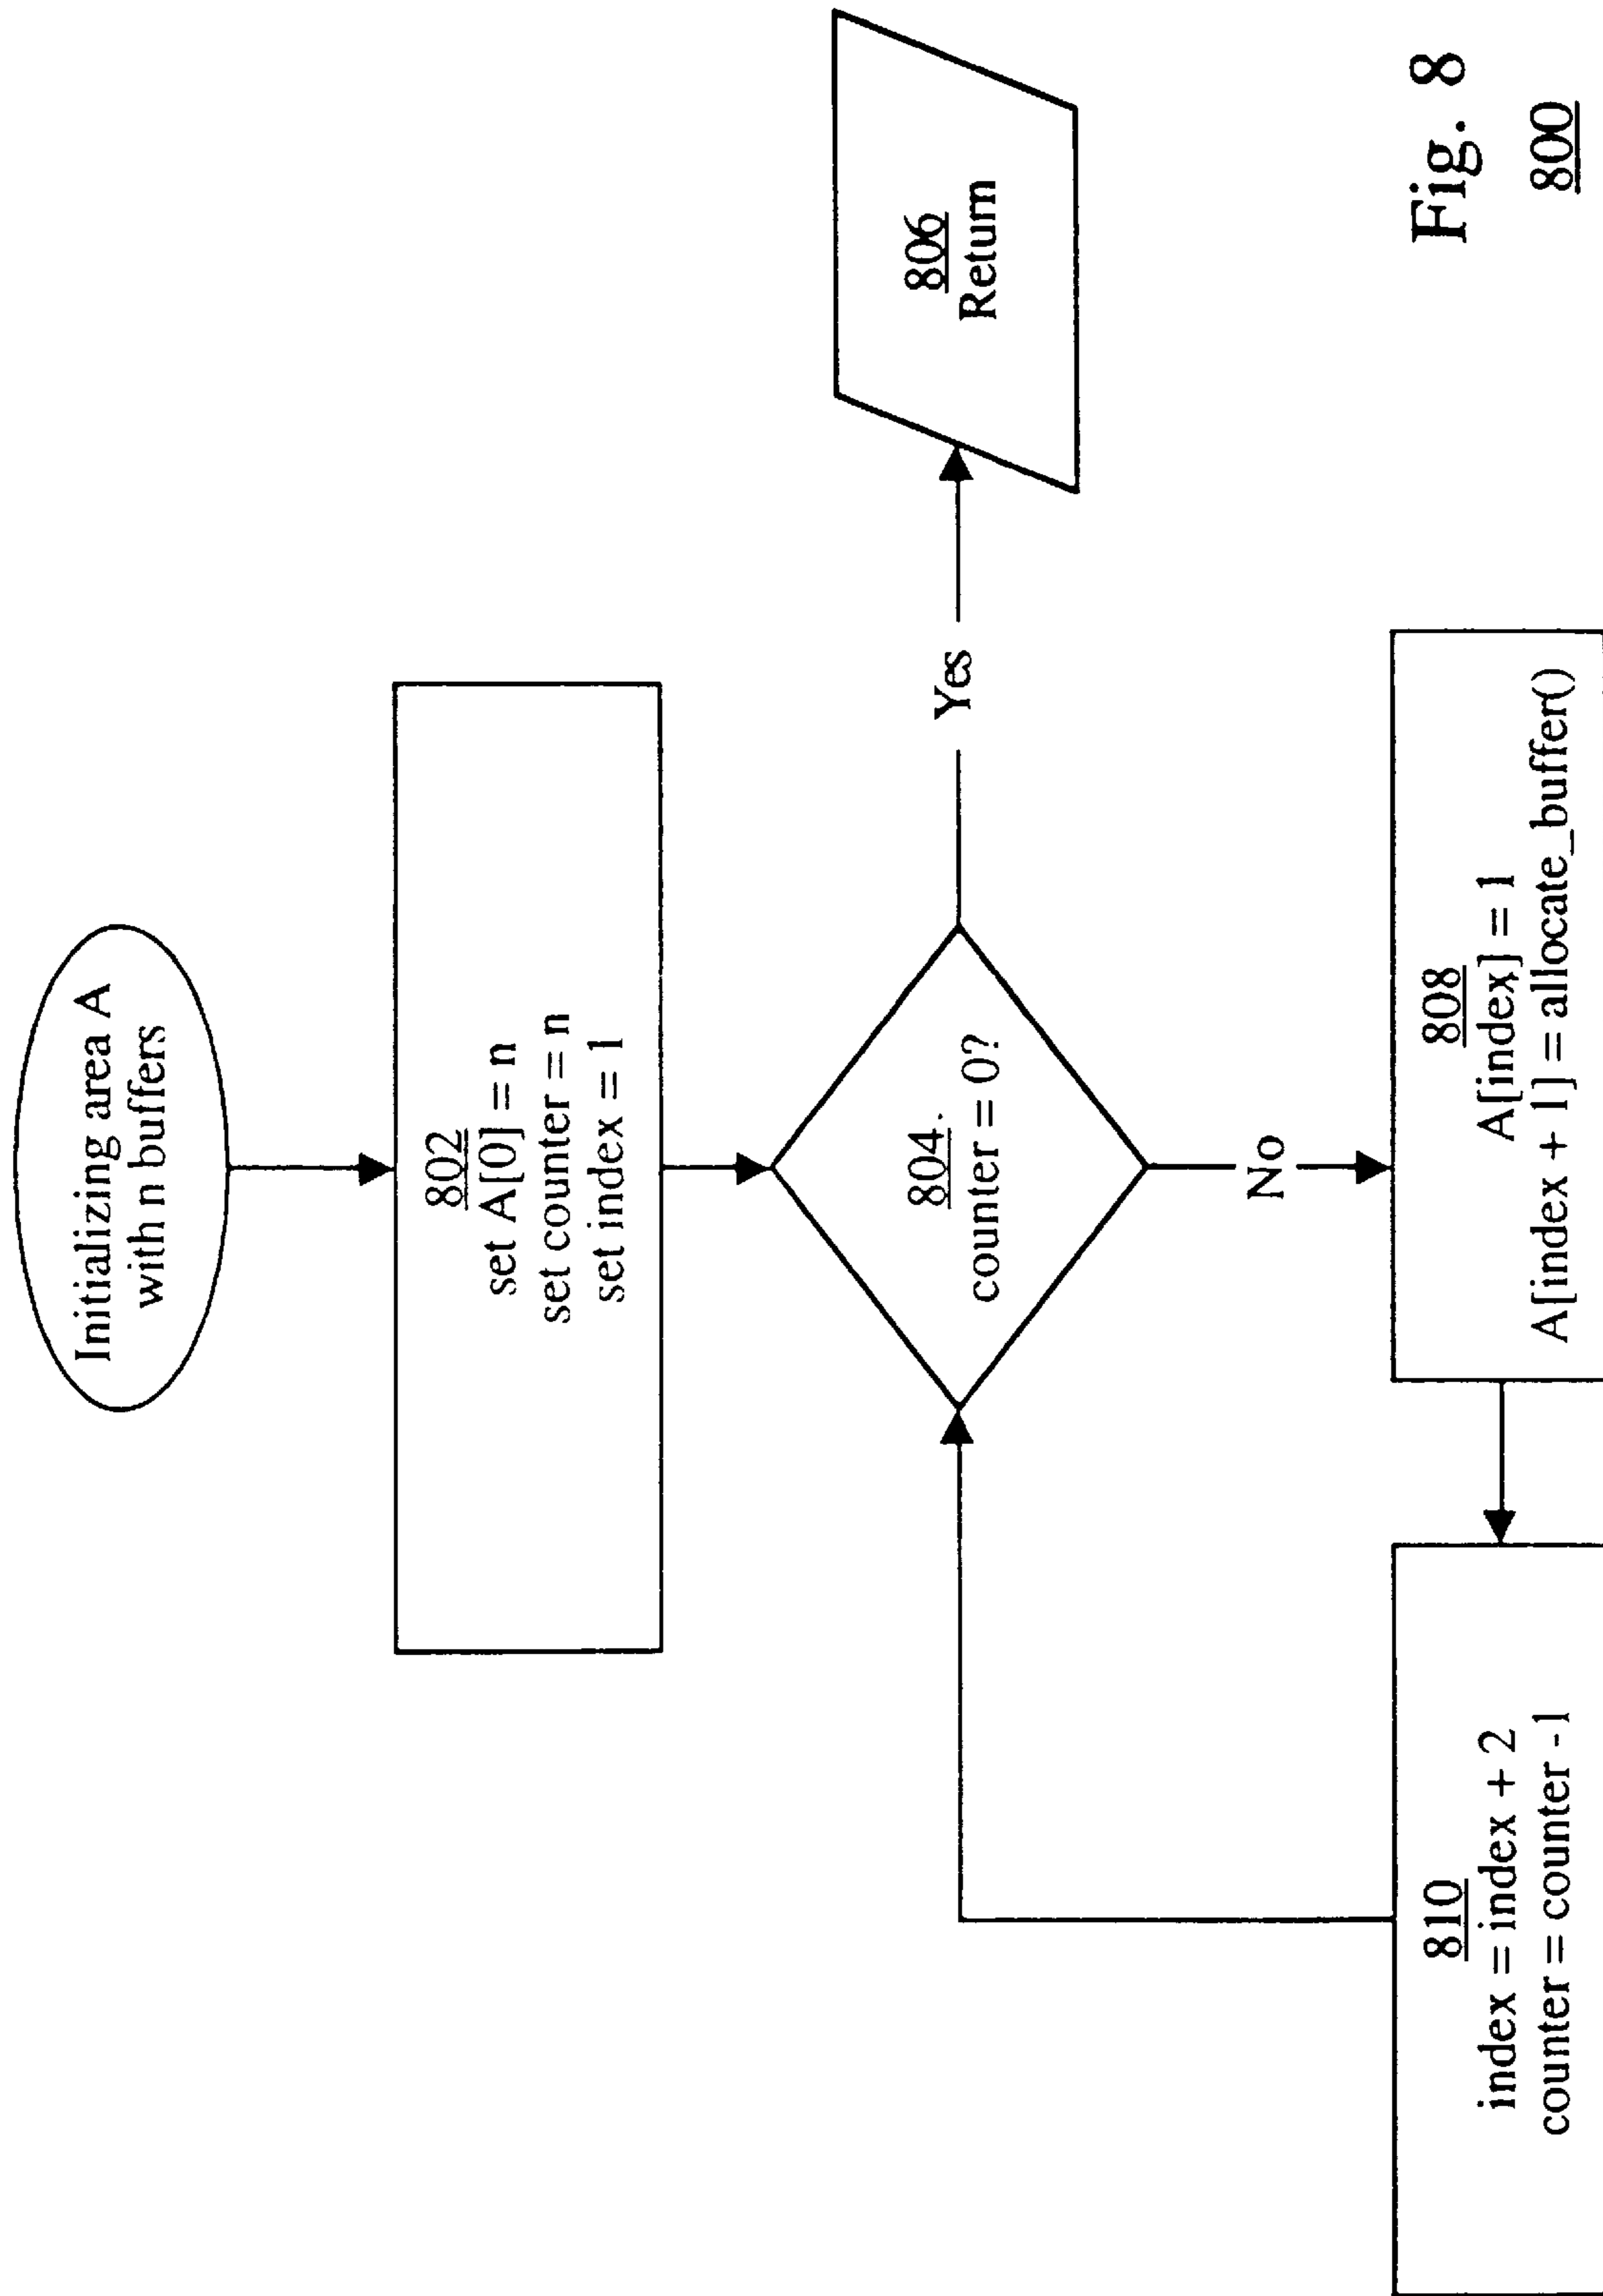 Initializing area A
with n buffers
802
set A[0] = n
set counter = n
set index = 1
804.
counter = 0?
Yes
806
Return
No
808
A[index] = 1
A[index + 1] = allocate_buffer()
810
index = index + 2
counter = counter -1
Fig. 8
800